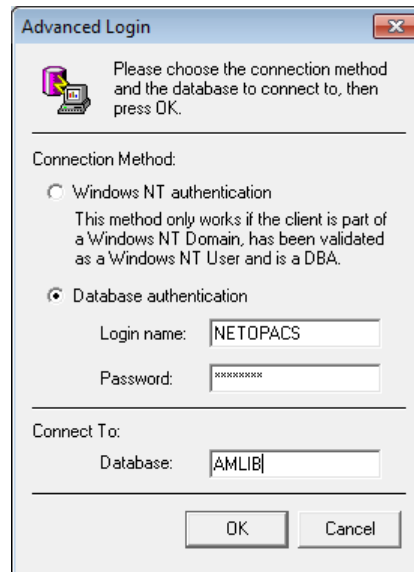 Advanced Login
Please choose the connection method
and the database to connect to, then
press OK.
Connection Method:
Windows NT authentication
This method only works if the client is part of
a Windows NT Domain, has been validated
as a Windows NT User and is a DBA.
Database authentication
Login name: NETOPACS
Password: ********
Connect To:
Database: AMLIB
OK Cancel